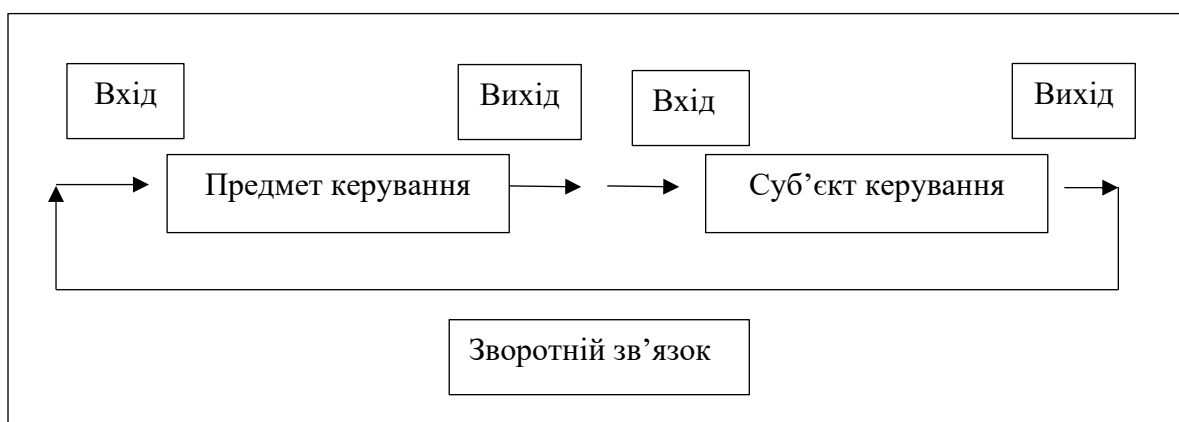 Вхід
Вихід
Вхід
Вихід
Предмет керування
Суб’єкт керування
Зворотній зв’язок